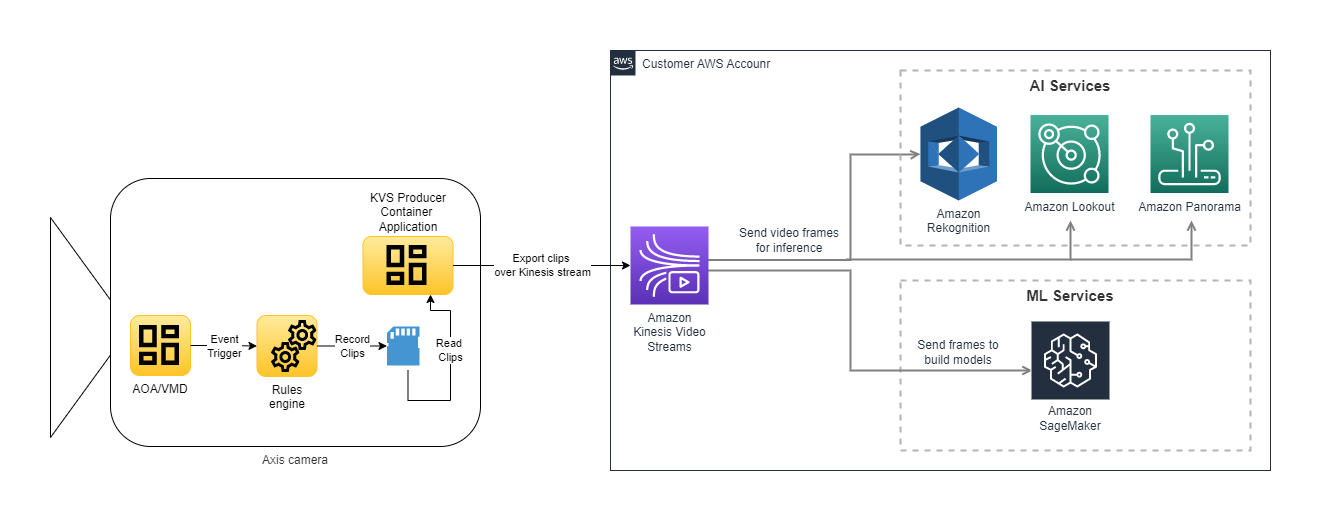 aws
Customer AWS Accounr
AI Services
Amazon
Rekognition
Amazon Lookout
Amazon Panorama
KVS Producer
Container
Application
Send video frames
for inference
Export clips
over Kinesis stream
Amazon
Kinesis Video
Streams
ML Services
Send frames to
build models
Amazon
SageMaker
Event
Trigger
Record
Clips
Read
Clips
AOA/VMD
Rules
engine
Axis camera